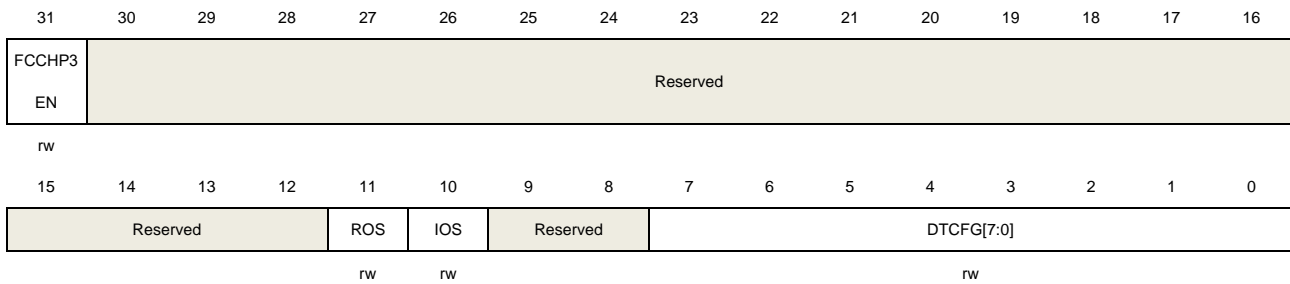 31 30 29 28 27 26 25 24 23 22 21 20 19 18 17 16
FCCHP3
EN
Reserved
rw
15 14 13 12 11 10 9 8 7 6 5 4 3 2 1 0
Reserved ROS IOS Reserved DTCFG[7:0]
rw rw rw